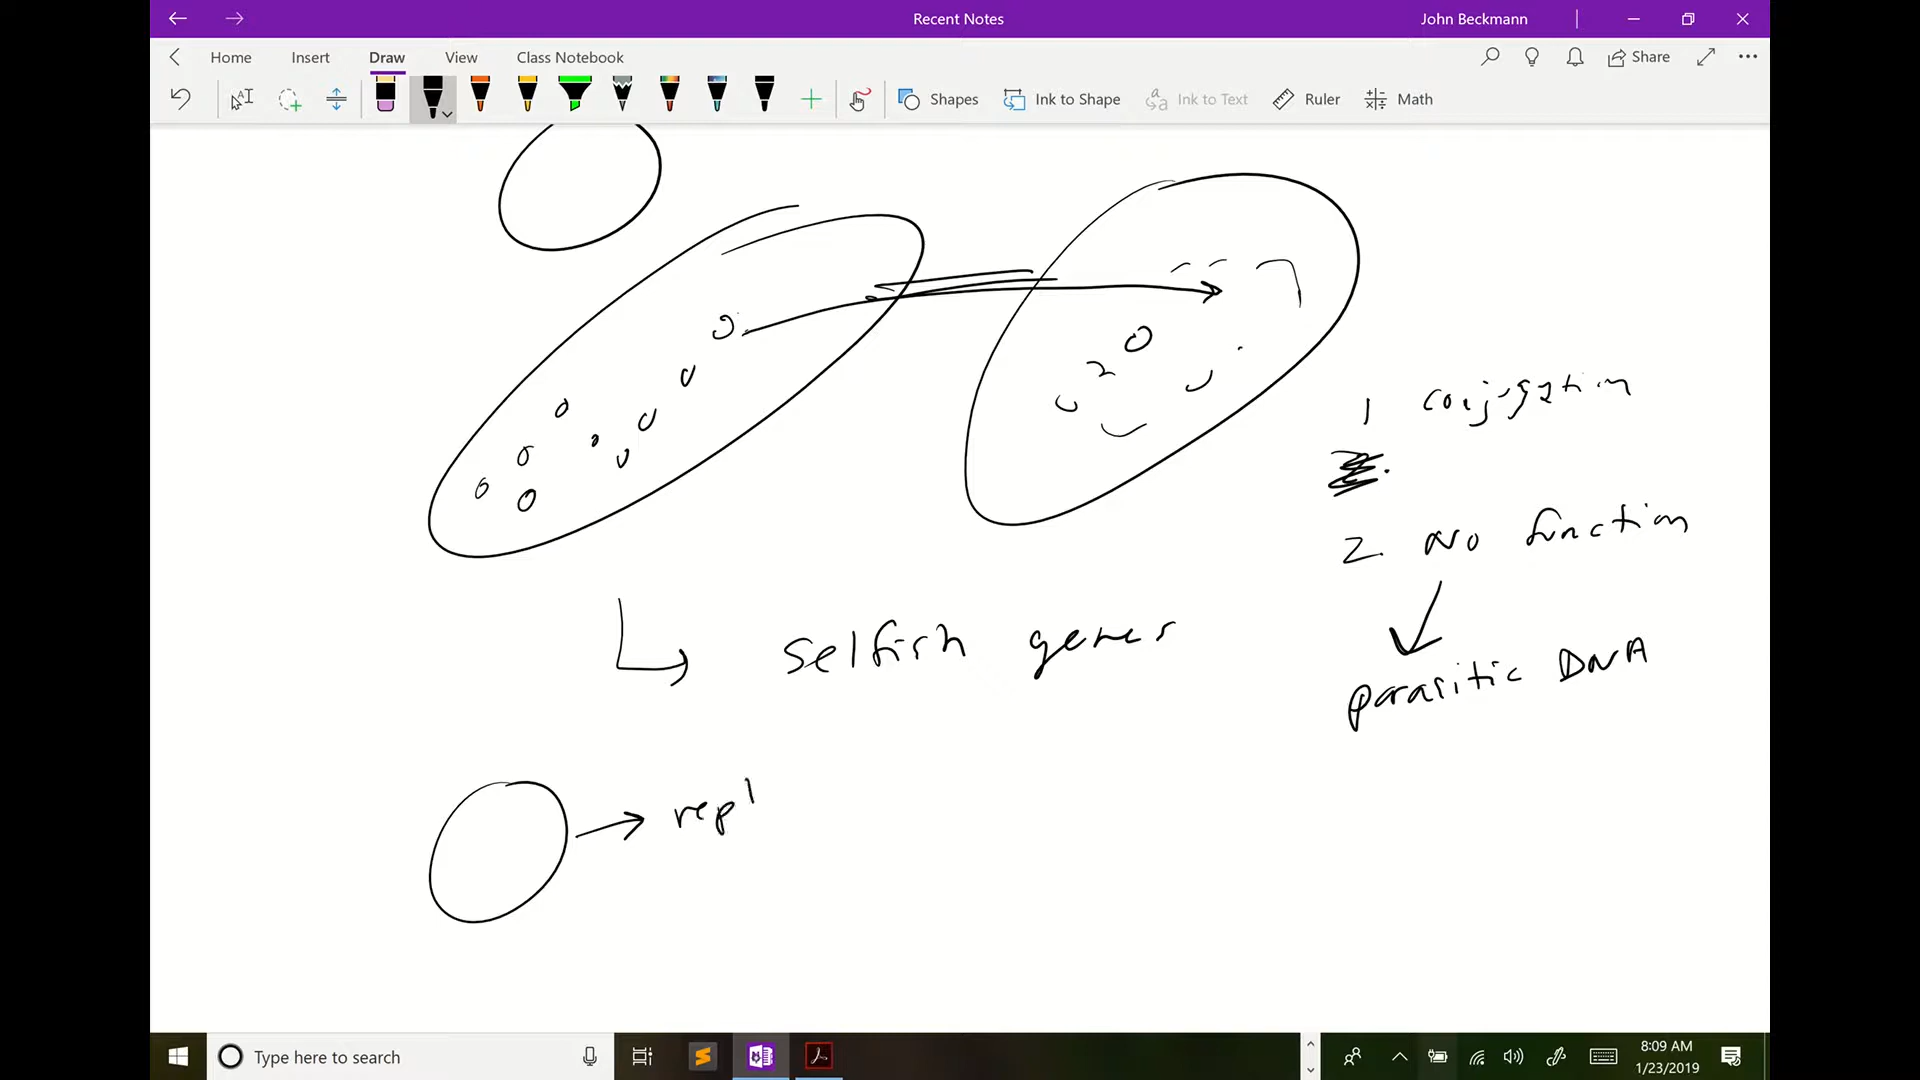 Recent Notes
John Beckmann
Home Insert Draw View Class Notebook
Share
Shapes Ink to Shape Ink to Text Ruler Math
1 conjugation
2. No function
selfish genes
parasitic DNA
repl
Type here to search
8:09 AM
1/23/2019